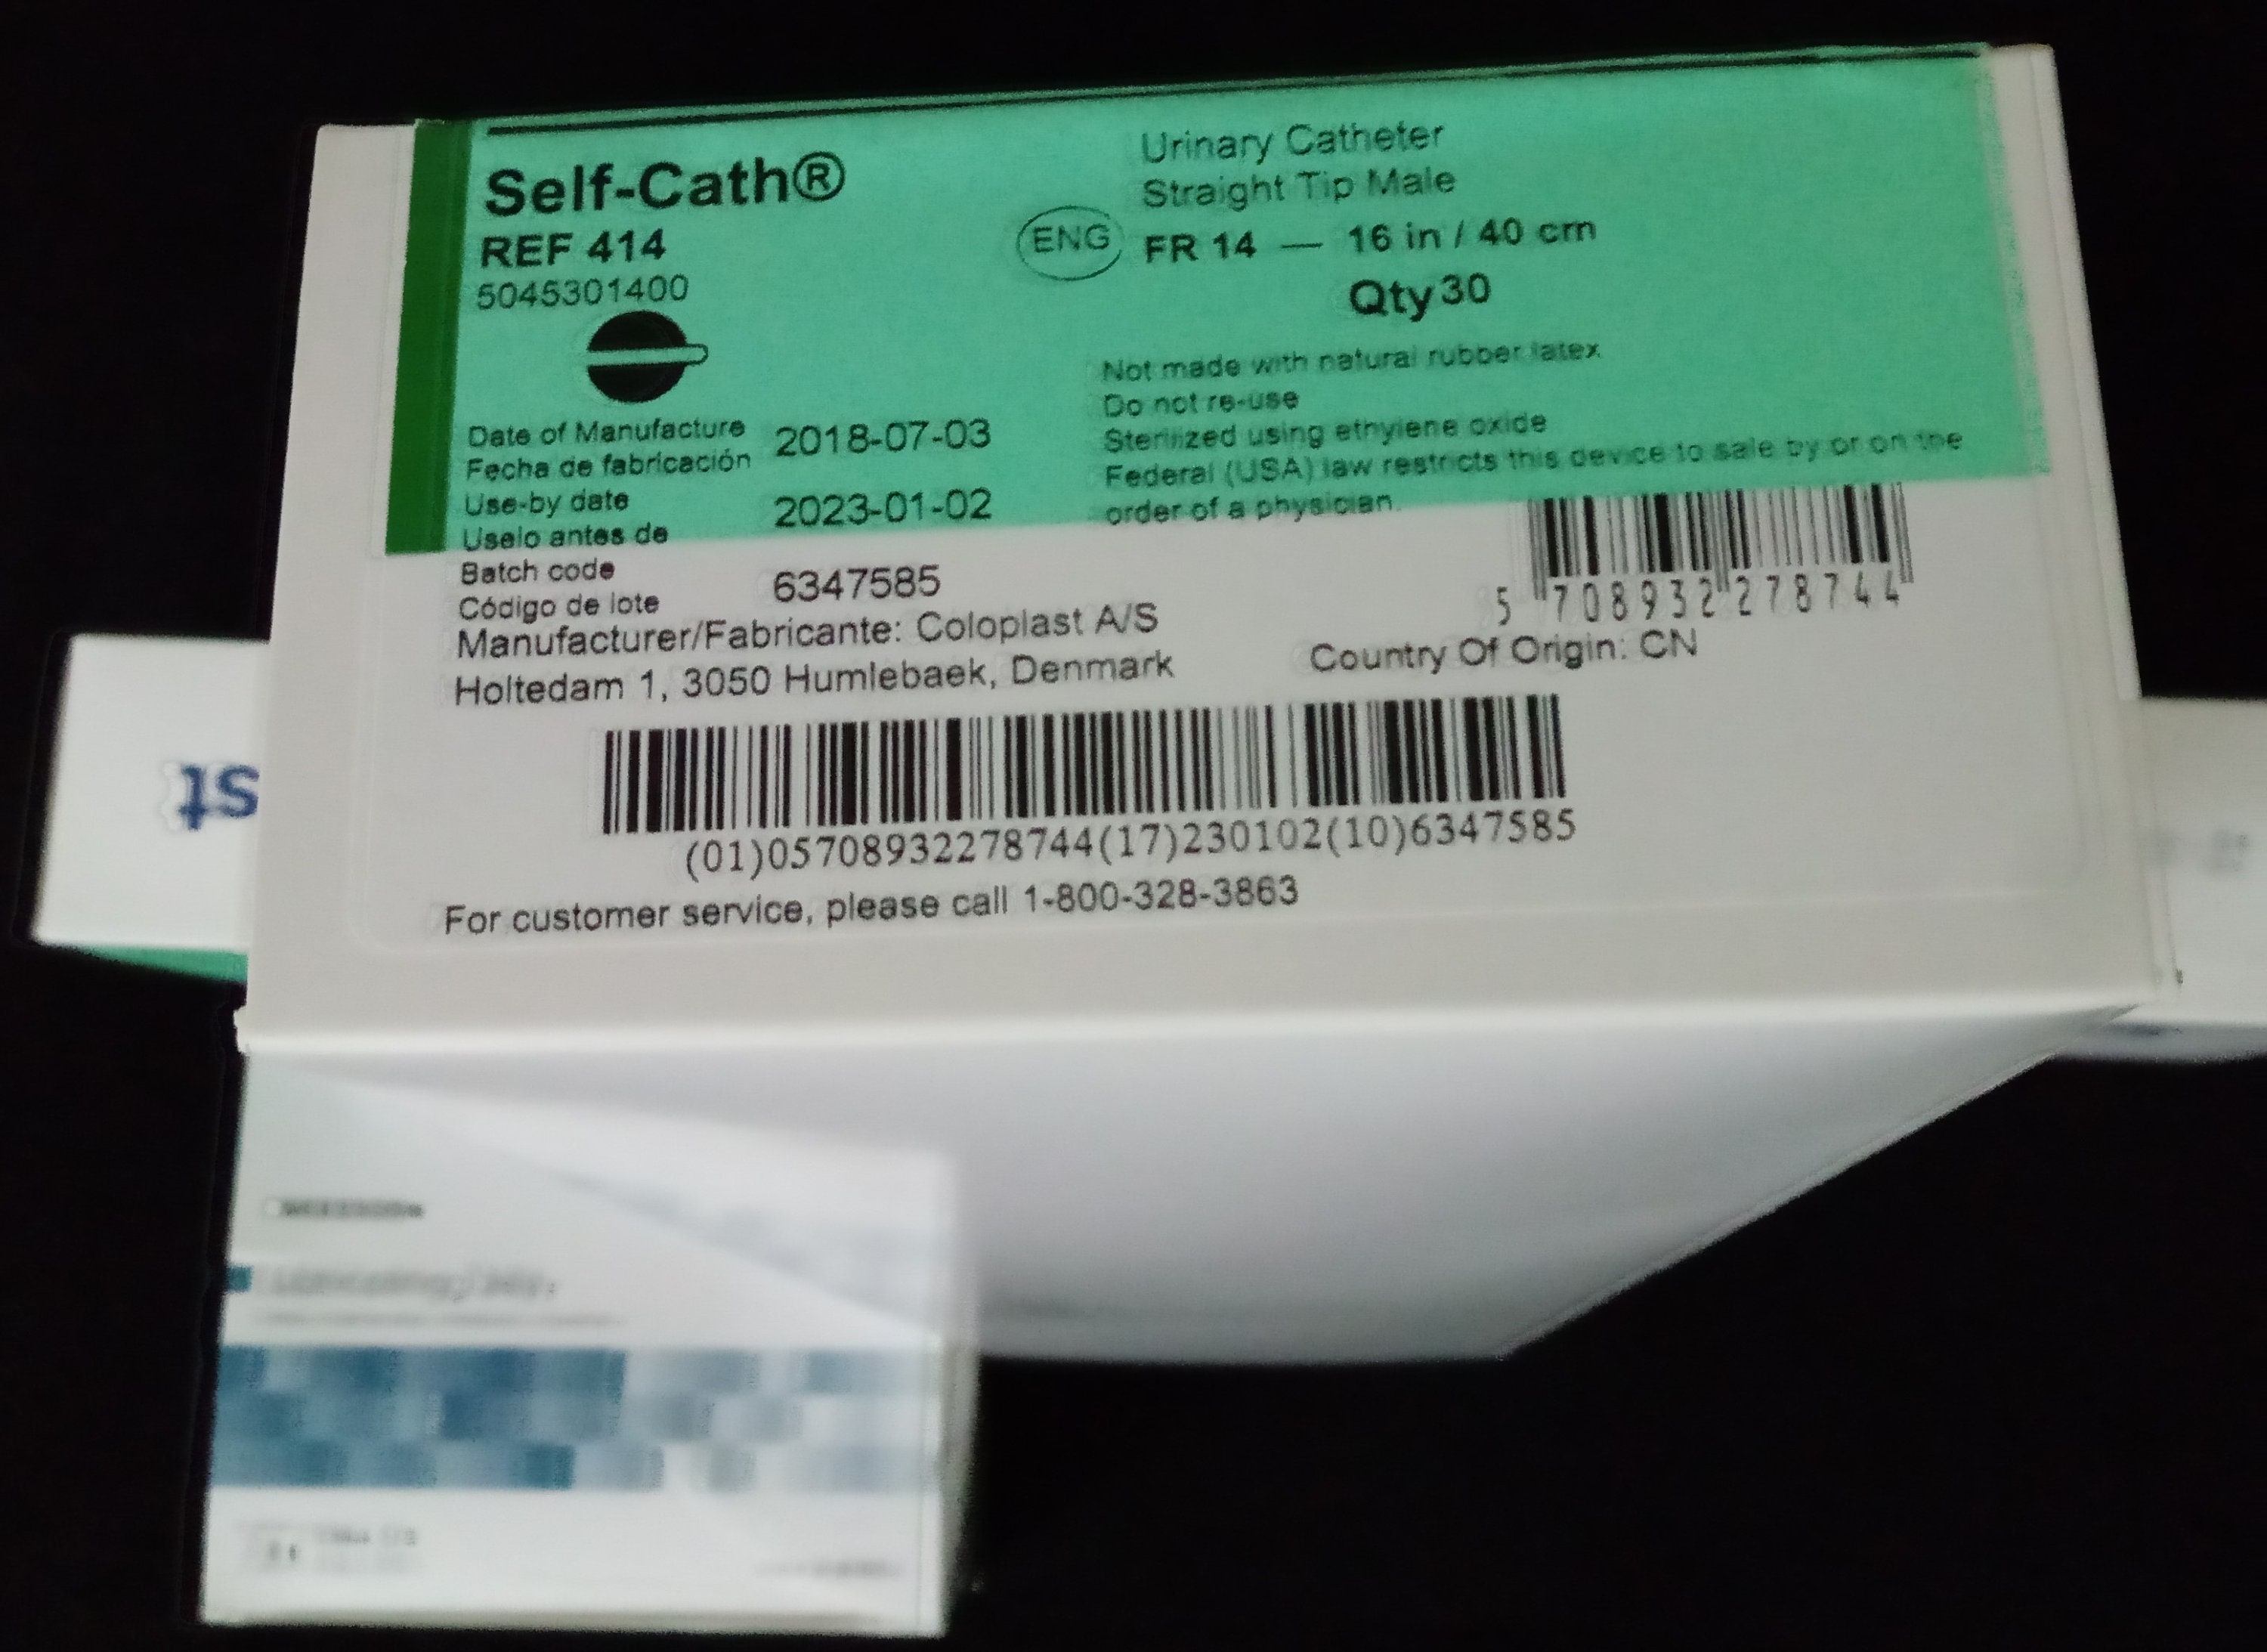 Self-Cath®
REF 414
5045301400
Urinary Catheter
Straight Tip Male
ENG
FR 14 — 16 in / 40 cm
Qty 30
Not made with natural rubber latex
Do not re-use
Sterilized using ethylene oxide
Federal (USA) law restricts this device to sale by or on the
order of a physician.
Date of Manufacture 2018-07-03
Fecha de fabricación
Use-by date 2023-01-02
Uselo antes de
Batch code 6347585
Código de lote
Manufacturer/Fabricante: Coloplast A/S
Holtedam 1, 3050 Humlebaek, Denmark
5 708932 278744
Country Of Origin: CN
(01)05708932278744(17)230102(10)6347585
For customer service, please call 1-800-328-3863
st